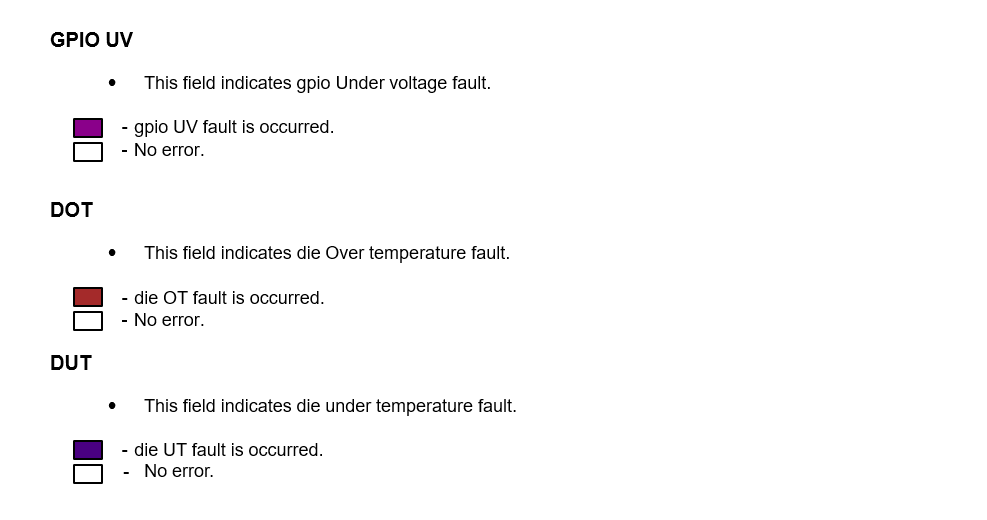 GPIO UV
• This field indicates gpio Under voltage fault.
- gpio UV fault is occurred.
- No error.
DOT
• This field indicates die Over temperature fault.
- die OT fault is occurred.
- No error.
DUT
• This field indicates die under temperature fault.
- die UT fault is occurred.
- No error.